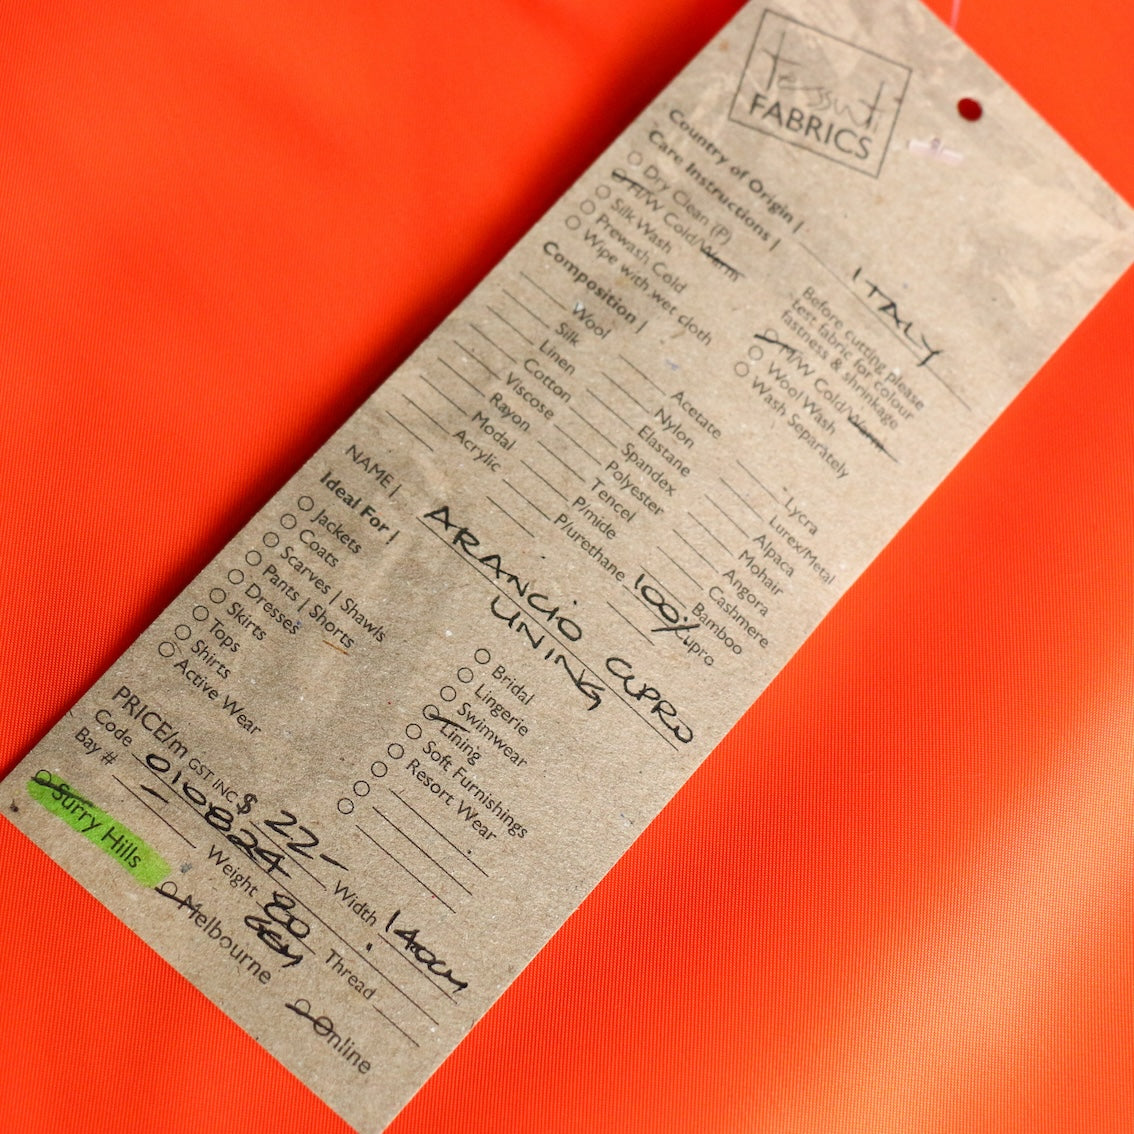 tessuti
FABRICS
Country of Origin | ITALY
Care Instructions |
Dry Clean (P)
H/W Cold/Warm
Silk Wash
Prewash Cold
Wipe with wet cloth
Before cutting please
test fabric for colour
fastness & shrinkage
M/W Cold/Warm
Wool Wash
Wash Separately
Composition |
Wool
Silk
Linen
Cotton
Viscose
Rayon
Modal
Acrylic
Acetate
Nylon
Elastane
Spandex
Polyester
Tencel
P/mide
P/urethane
Lycra
Lurex/Metal
Alpaca
Mohair
Angora
Cashmere
Bamboo
100% Cupro
NAME | ARANCIO CUPRO
LINING
Ideal For |
Jackets
Coats
Scarves | Shawls
Pants | Shorts
Dresses
Skirts
Tops
Shirts
Active Wear
Bridal
Lingerie
Swimwear
Lining
Soft Furnishings
Resort Wear
PRICE/m GST INC $ 22- Width 140cm
Code 010824 Weight 80 Thread
GSM
Bay # -
Surry Hills
Melbourne
Online